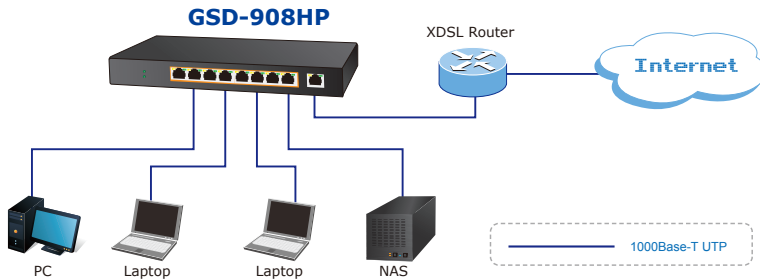 GSD-908HP
XDSL Router
Internet
PC
Laptop
Laptop
NAS
1000Base-T UTP